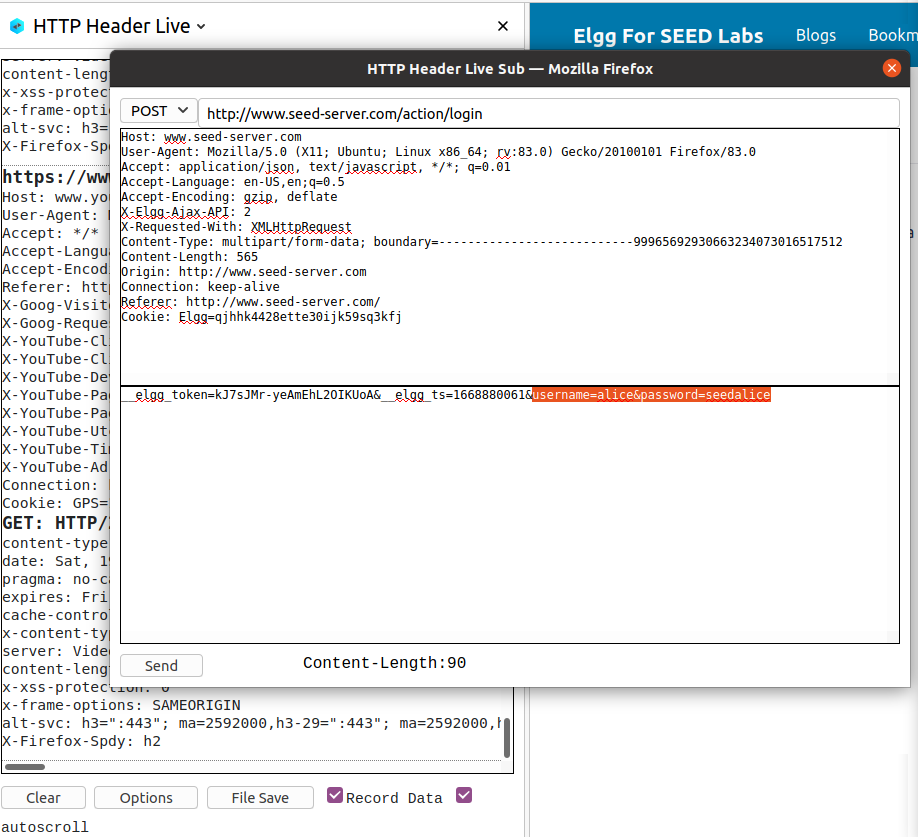 HTTP Header Live
Elgg For SEED Labs
Blogs
Bookm
content-leng
x-xss-protec
x-frame-optio
alt-svc: h3=
X-Firefox-Sp
https://ww
Host: www.yo
User-Agent:
Accept: */*
Accept-Langua
Accept-Encodi
Referer: htt
X-Goog-Visito
X-Goog-Reque
X-YouTube-Cl
X-YouTube-Cl
X-YouTube-De
X-YouTube-Pa
X-YouTube-Pa
X-YouTube-Ut
X-YouTube-Ti
X-YouTube-Ad
Connection:
Cookie: GPS=
GET: HTTP/
content-type
date: Sat, 1
pragma: no-ca
expires: Fri
cache-contro
x-content-ty
server: Vide
content-leng
x-xss-protection: 0
x-frame-options: SAMEORIGIN
alt-svc: h3=":443"; ma=2592000,h3-29=":443"; ma=2592000,h
X-Firefox-Spdy: h2
HTTP Header Live Sub — Mozilla Firefox
POST
http://www.seed-server.com/action/login
Host: www.seed-server.com
User-Agent: Mozilla/5.0 (X11; Ubuntu; Linux x86_64; rv:83.0) Gecko/20100101 Firefox/83.0
Accept: application/json, text/javascript, */*; q=0.01
Accept-Language: en-US,en;q=0.5
Accept-Encoding: gzip, deflate
X-Elgg-Ajax-API: 2
X-Requested-With: XMLHttpRequest
Content-Type: multipart/form-data; boundary=---------------------------99965692930663234073016517512
Content-Length: 565
Origin: http://www.seed-server.com
Connection: keep-alive
Referer: http://www.seed-server.com/
Cookie: Elgg=qjhhk4428ette30ijk59sq3kfj
__elgg_token=kJ7sJMr-yeAmEhL2OIKUoA&__elgg_ts=1668880061&username=alice&password=seedalice
Send
Content-Length:90
Clear
Options
File Save
Record Data
autoscroll